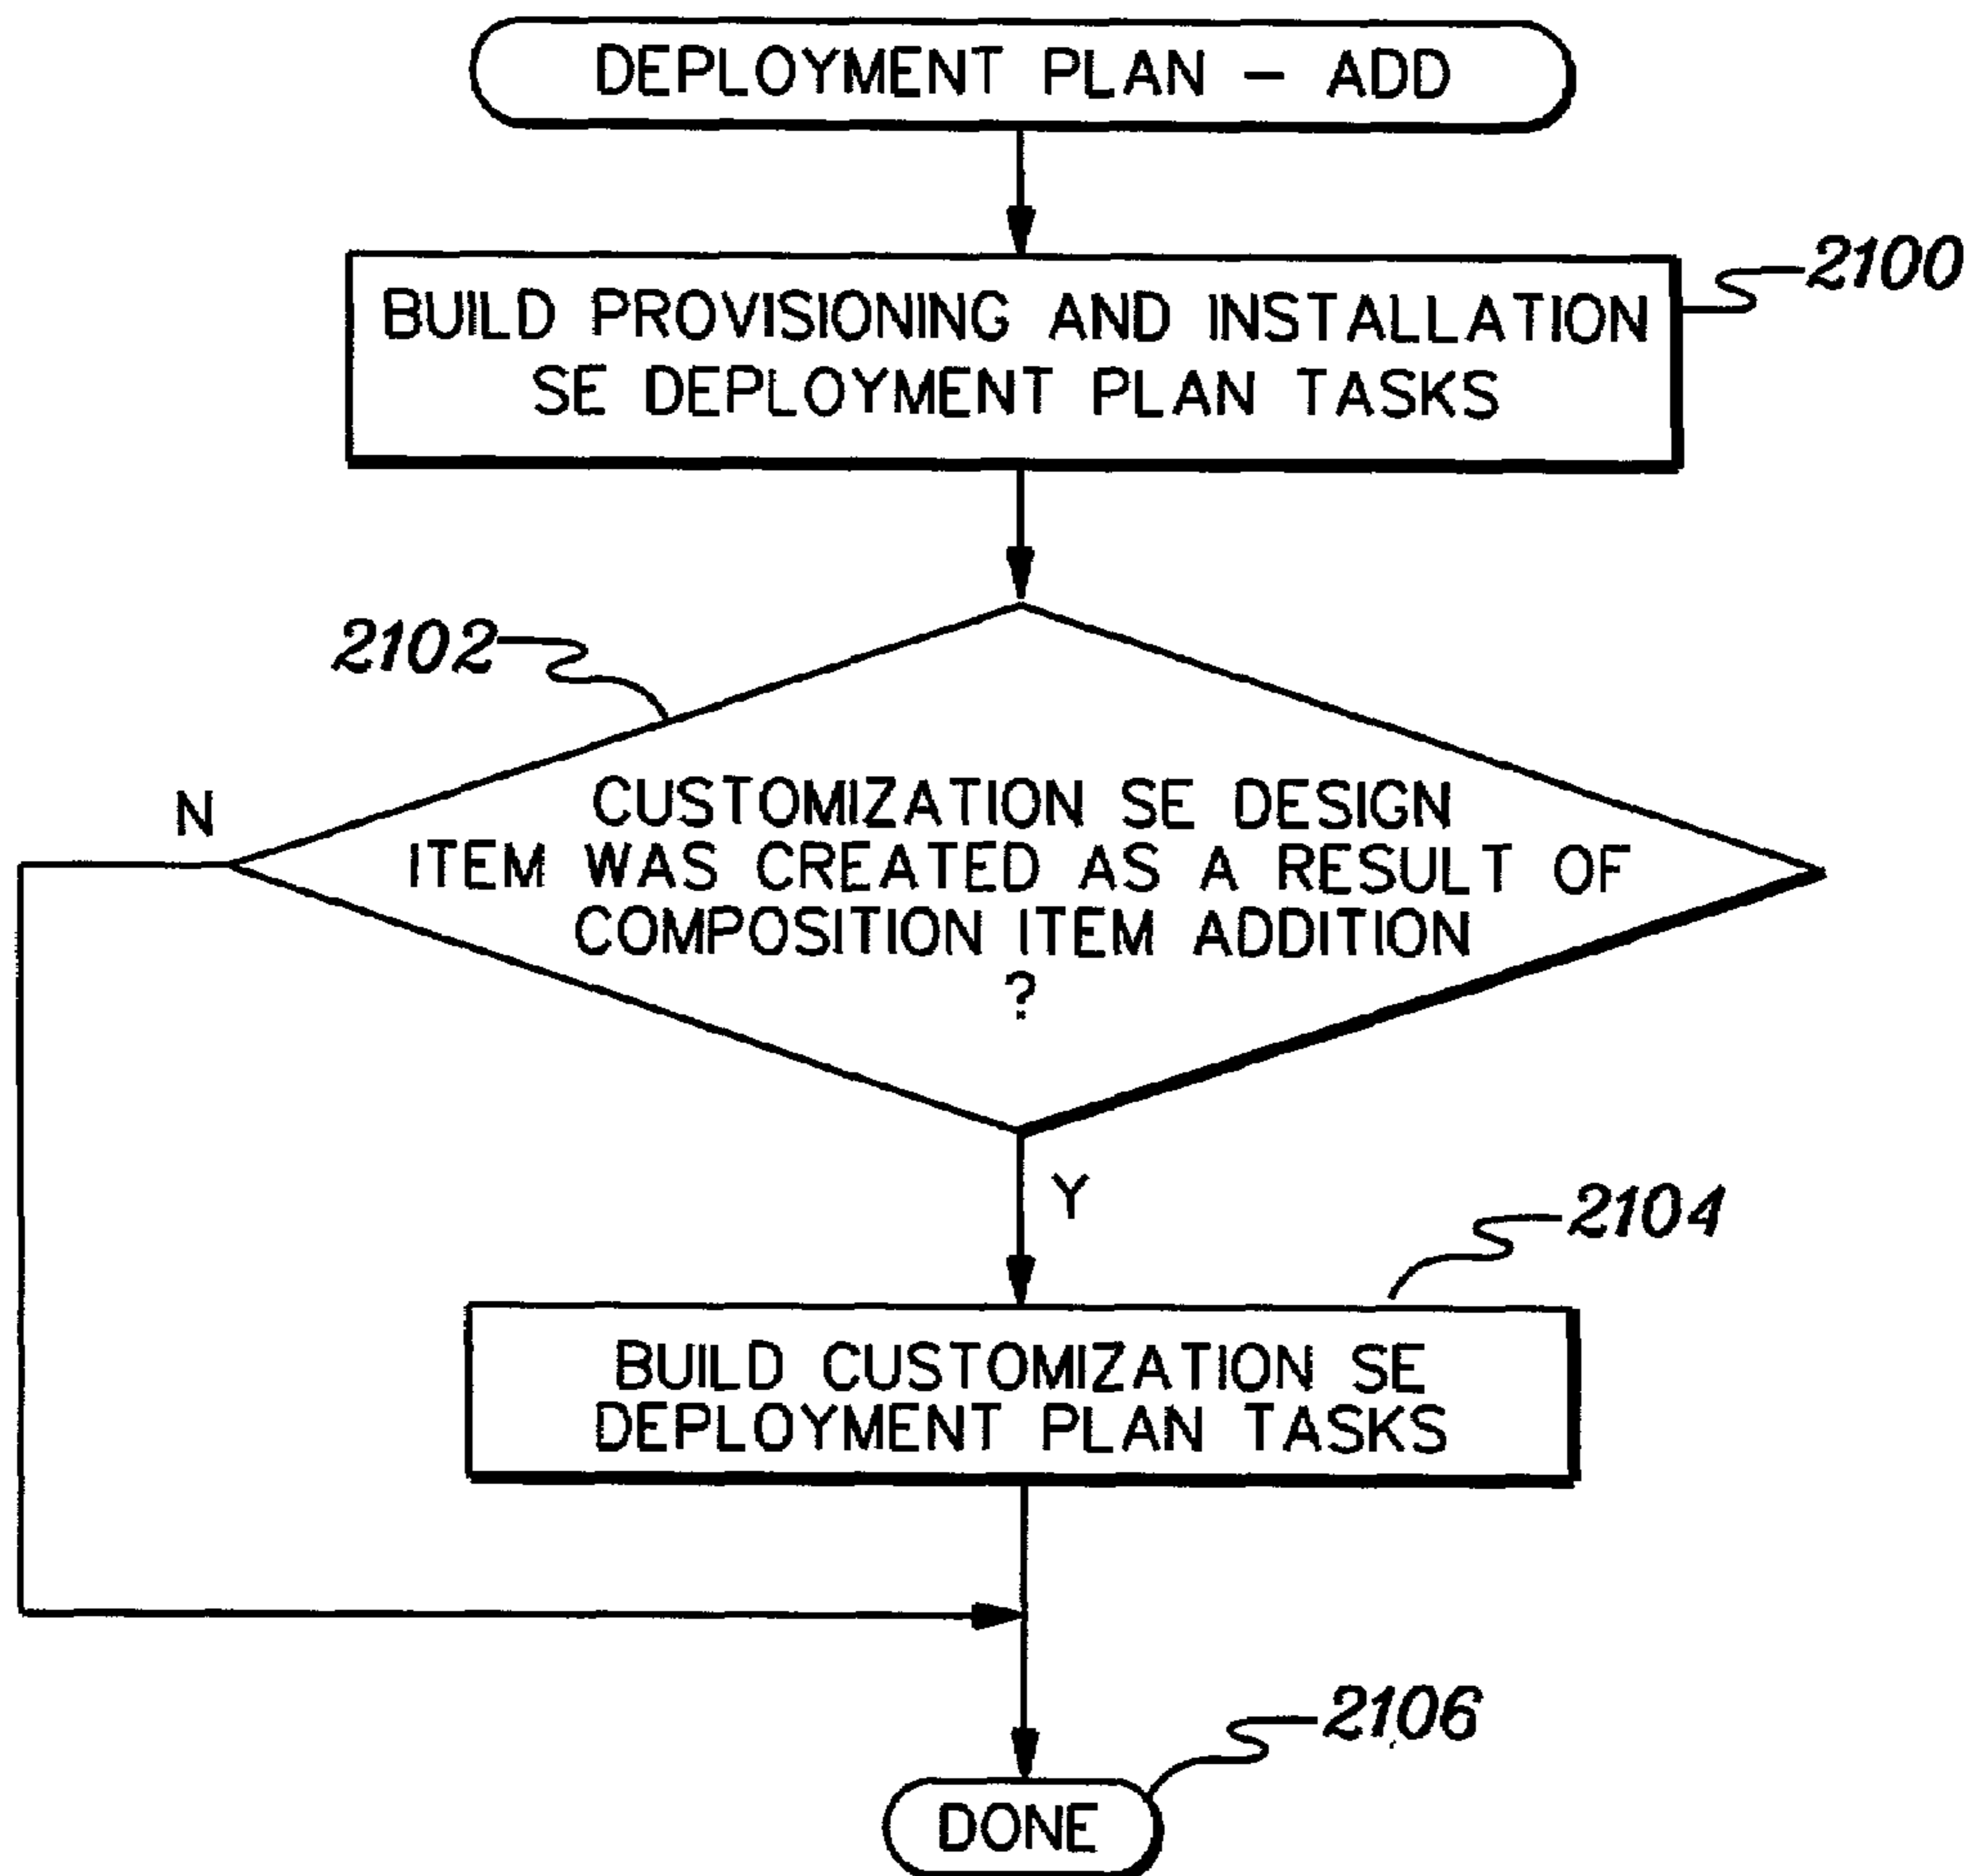 DEPLOYMENT PLAN – ADD
2100
BUILD PROVISIONING AND INSTALLATION
SE DEPLOYMENT PLAN TASKS
2102
N
CUSTOMIZATION SE DESIGN
ITEM WAS CREATED AS A RESULT OF
COMPOSITION ITEM ADDITION
?
Y
2104
BUILD CUSTOMIZATION SE
DEPLOYMENT PLAN TASKS
2106
DONE